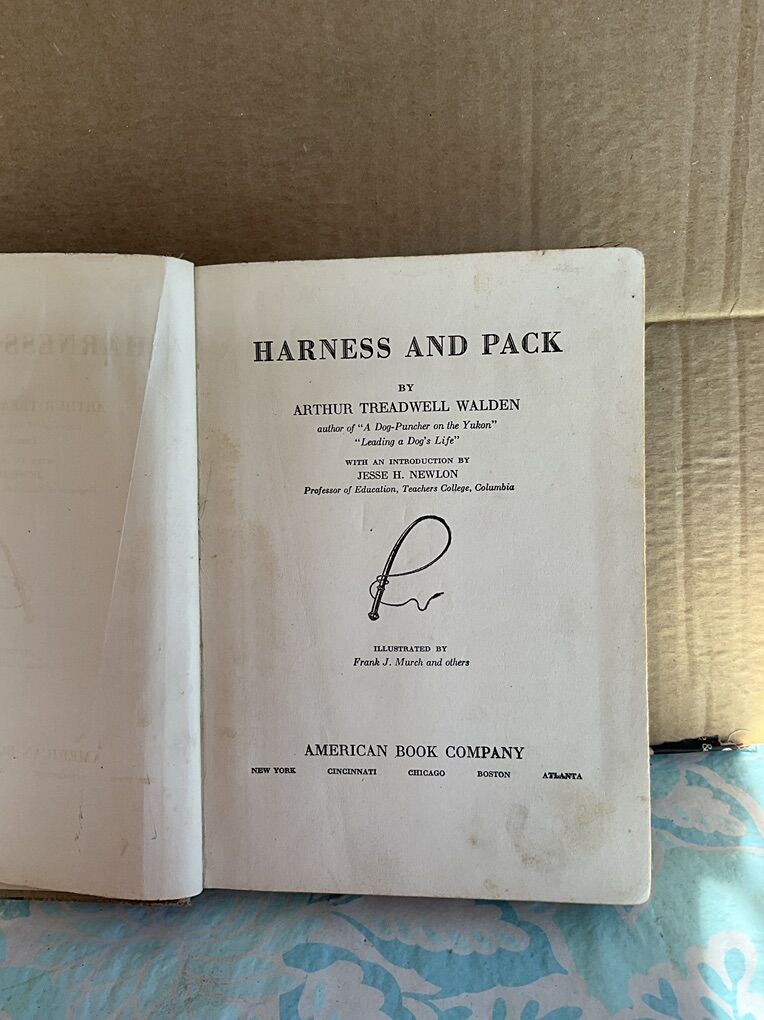 HARNESS AND PACK
BY
ARTHUR TREADWELL WALDEN
author of "A Dog-Puncher on the Yukon"
"Leading a Dog's Life"
WITH AN INTRODUCTION BY
JESSE H. NEWLON
Professor of Education, Teachers College, Columbia
ILLUSTRATED BY
Frank J. Murch and others
AMERICAN BOOK COMPANY
NEW YORK CINCINNATI CHICAGO BOSTON ATLANTA